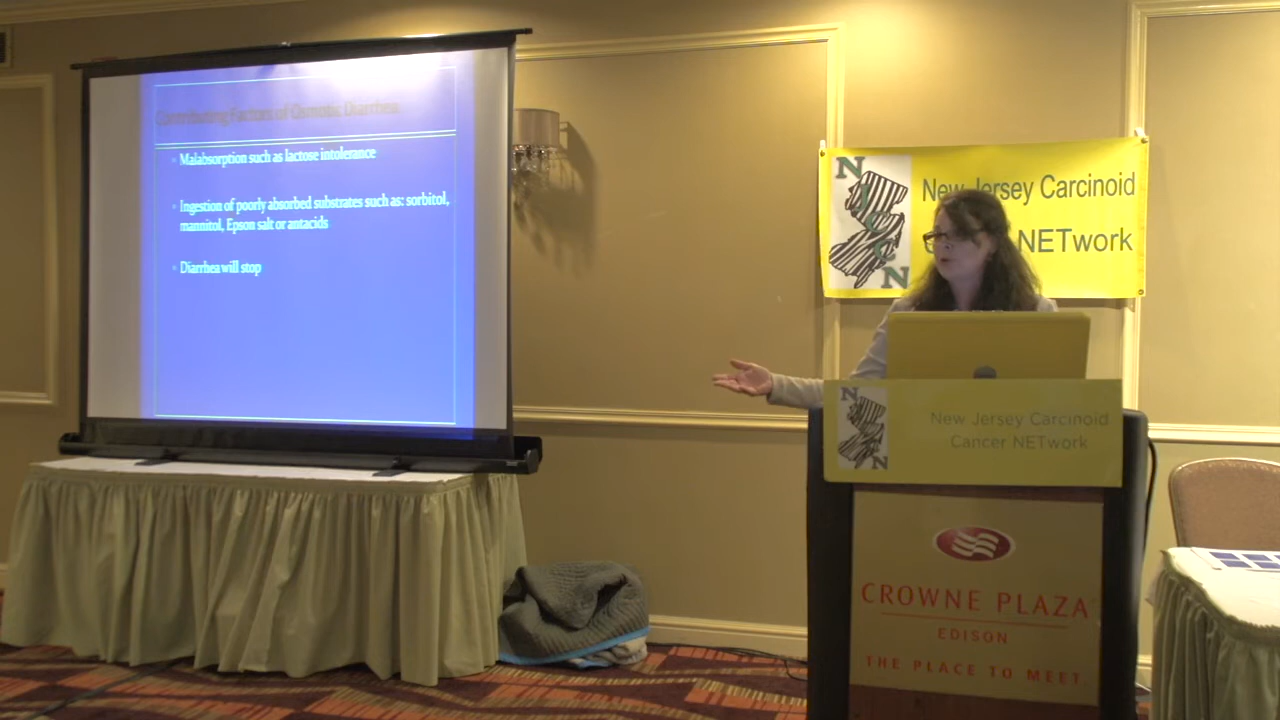 Contributing Factors of Osmotic Diarrhea
Malabsorption such as lactose intolerance
Ingestion of poorly absorbed substrates such as: sorbitol,
mannitol, Epson salt or antacids
Diarrhea will stop
NJCCN
New Jersey Carcinoid
NETwork
N
N
New Jersey Carcinoid
Cancer NETwork
CROWNE PLAZA
EDISON
THE PLACE TO MEET.